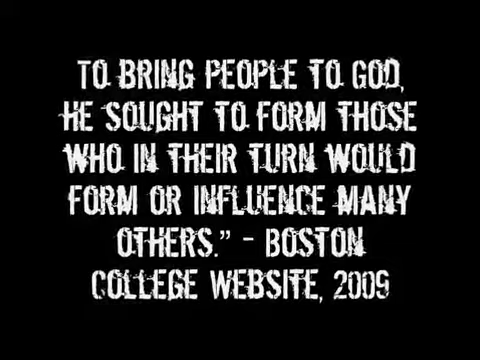 TO BRING PEOPLE TO GOD,
HE SOUGHT TO FORM THOSE
WHO IN THEIR TURN WOULD
FORM OR INFLUENCE MANY
OTHERS.” - BOSTON
COLLEGE WEBSITE, 2009